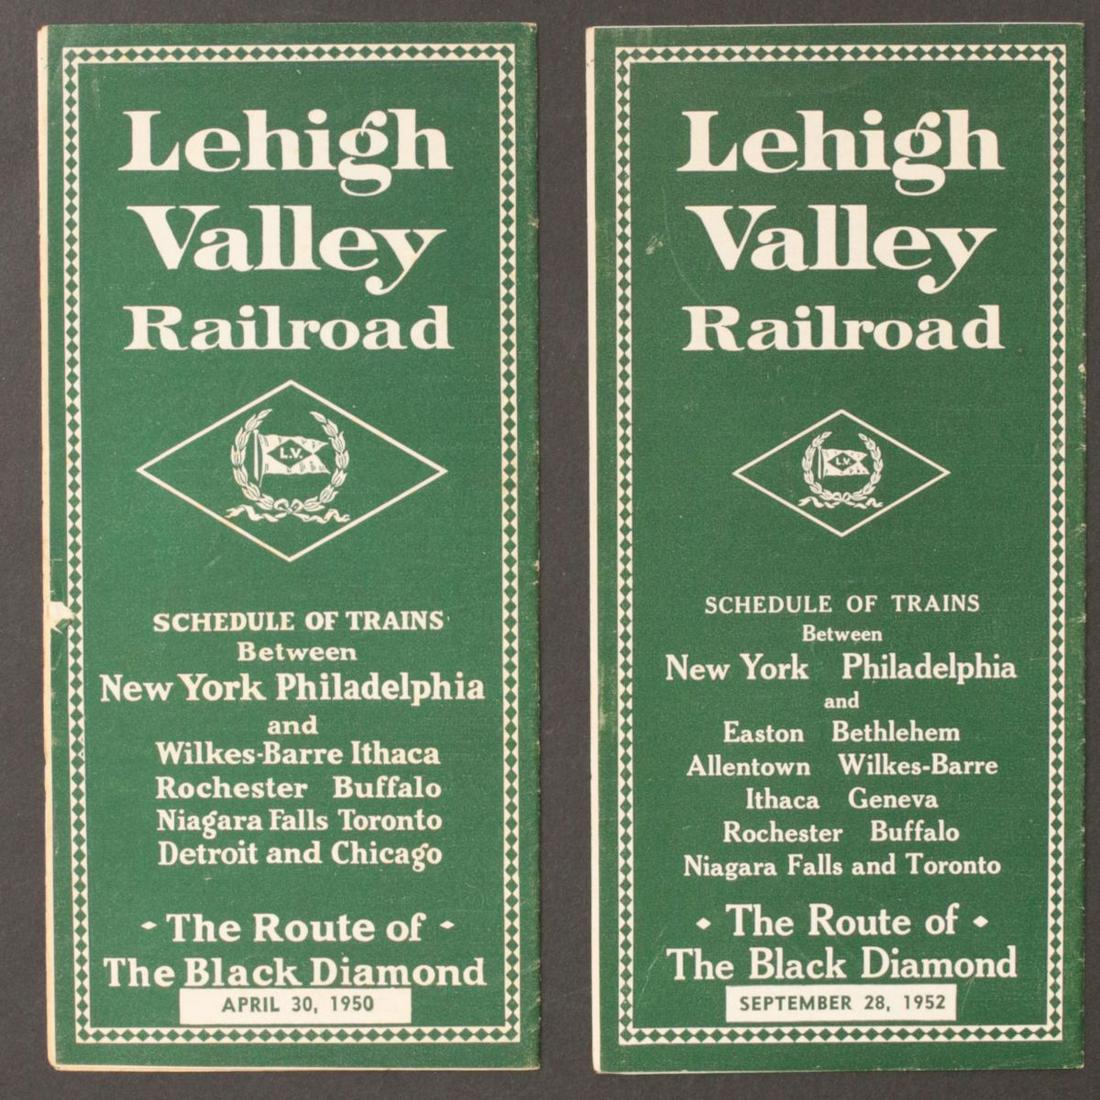 Lehigh
Valley
Railroad
L.V.
SCHEDULE OF TRAINS
Between
New York Philadelphia
and
Wilkes-Barre Ithaca
Rochester Buffalo
Niagara Falls Toronto
Detroit and Chicago
The Route of
The Black Diamond
APRIL 30, 1950
Lehigh
Valley
Railroad
L.V.
SCHEDULE OF TRAINS
Between
New York Philadelphia
and
Easton Bethlehem
Allentown Wilkes-Barre
Ithaca Geneva
Rochester Buffalo
Niagara Falls and Toronto
The Route of
The Black Diamond
SEPTEMBER 28, 1952